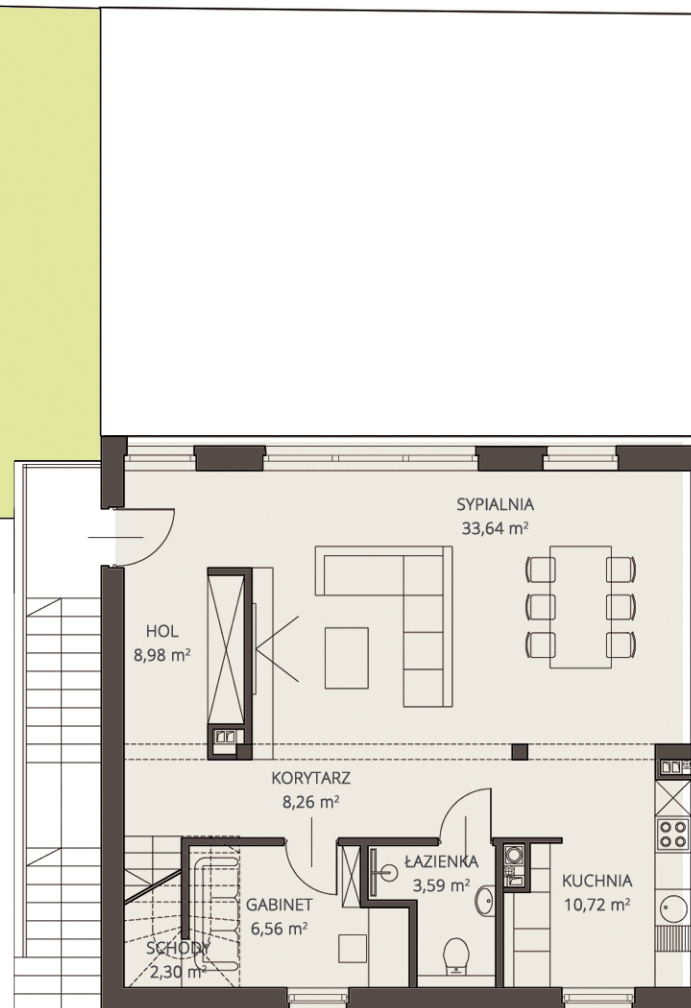 SYPIALNIA
33,64 m²
HOL
8,98 m²
KORYTARZ
8,26 m²
ŁAZIENKA
3,59 m²
KUCHNIA
10,72 m²
GABINET
6,56 m²
SCHODY
2,30 m²